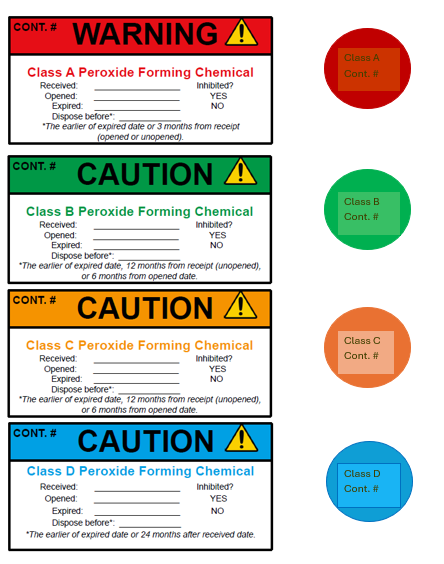 CONT. # WARNING
Class A Peroxide Forming Chemical
Received: Inhibited?
Opened: YES
Expired: NO
Dispose before*:
*The earlier of expired date or 3 months from receipt
(opened or unopened).
Class A
Cont. #
CONT. # CAUTION
Class B Peroxide Forming Chemical
Received: Inhibited?
Opened: YES
Expired: NO
Dispose before*:
*The earlier of expired date, 12 months from receipt (unopened),
or 6 months from opened date.
Class B
Cont. #
CONT. # CAUTION
Class C Peroxide Forming Chemical
Received: Inhibited?
Opened: YES
Expired: NO
Dispose before*:
*The earlier of expired date, 12 months from receipt (unopened),
or 6 months from opened date.
Class C
Cont. #
CONT. # CAUTION
Class D Peroxide Forming Chemical
Received: Inhibited?
Opened: YES
Expired: NO
Dispose before*:
*The earlier of expired date or 24 months after received date.
Class D
Cont. #